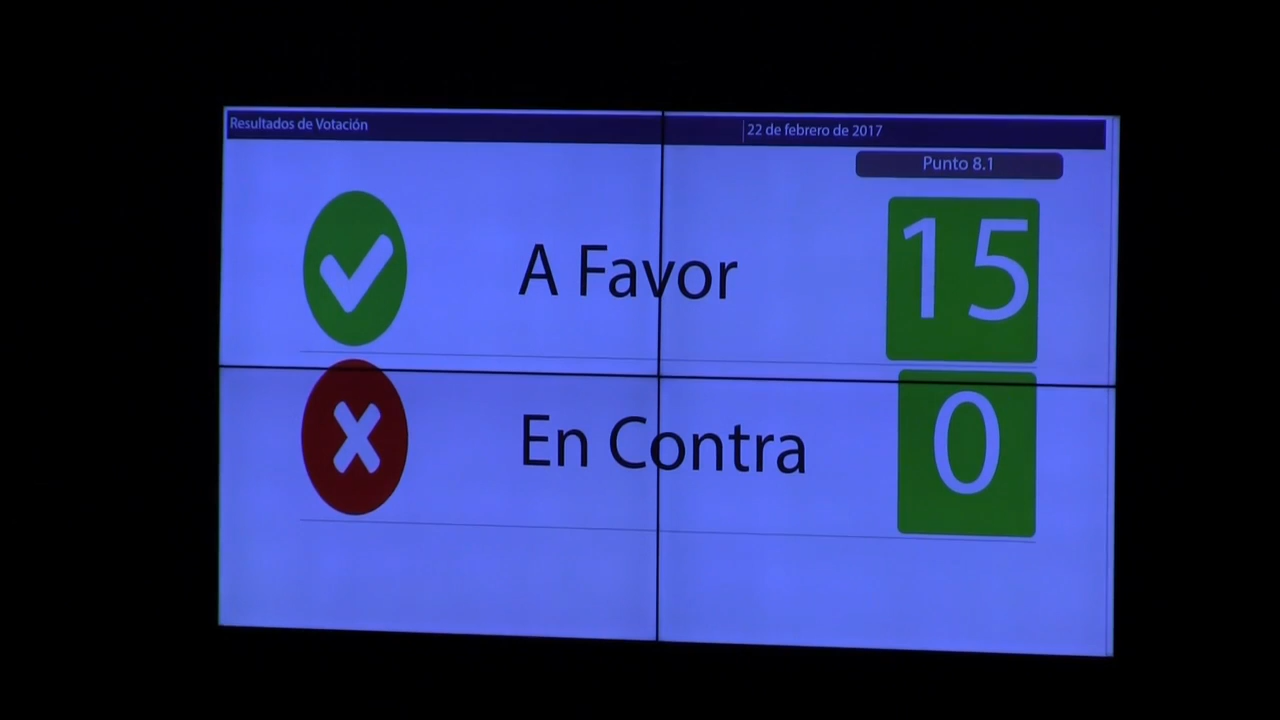 Resultados de Votación
22 de febrero de 2017
Punto 8.1
A Favor
15
En Contra
0